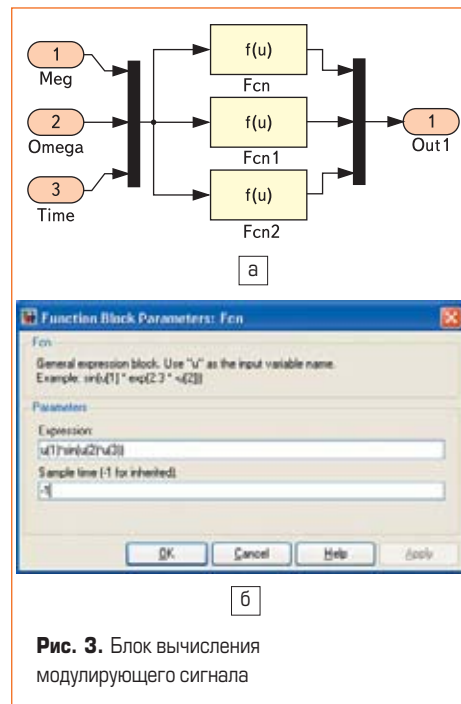 1
Meg
2
Omega
3
Time
f(u)
Fcn
f(u)
Fcn1
f(u)
Fcn2
1
Out1
а
Function Block Parameters: Fcn
Fcn
General expression block. Use "u" as the input variable name.
Example: sin(u[1] * exp(2.3 * -u[2]))
Parameters
Expression:
u(1)*sin(u(2)*u(3))
Sample time (-1 for inherited):
-1
OK
Cancel
Help
Apply
б
Рис. 3. Блок вычисления
модулирующего сигнала